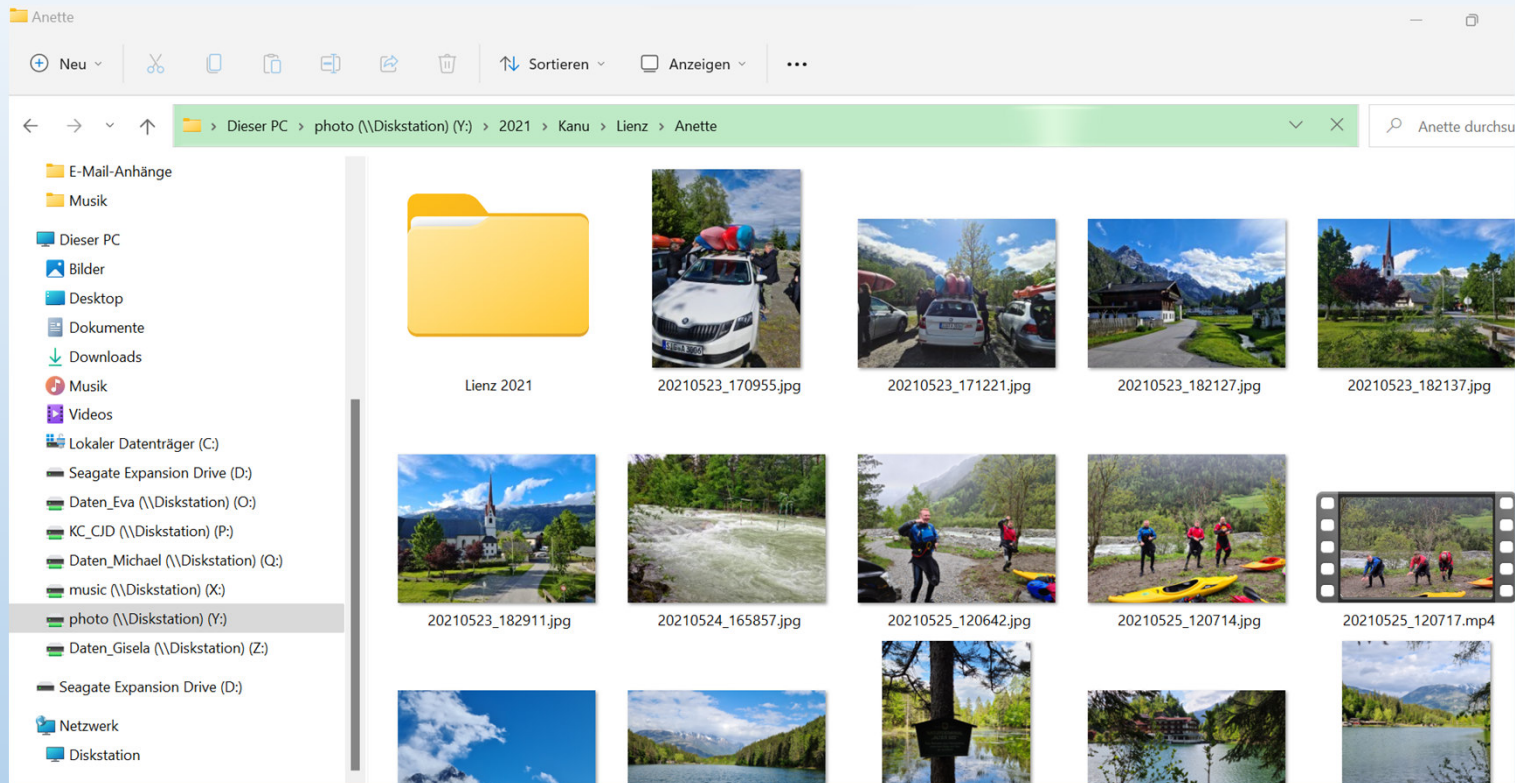 Anette
Neu
Sortieren
Anzeigen
Dieser PC > photo (\\Diskstation) (Y:) > 2021 > Kanu > Lienz > Anette
Anette durchsu
E-Mail-Anhänge
Musik
Dieser PC
Bilder
Desktop
Dokumente
Downloads
Musik
Videos
Lokaler Datenträger (C:)
Seagate Expansion Drive (D:)
Daten_Eva (\\Diskstation) (O:)
KC_CJD (\\Diskstation) (P:)
Daten_Michael (\\Diskstation) (Q:)
music (\\Diskstation) (X:)
photo (\\Diskstation) (Y:)
Daten_Gisela (\\Diskstation) (Z:)
Seagate Expansion Drive (D:)
Netzwerk
Diskstation
Lienz 2021
20210523_170955.jpg
20210523_171221.jpg
20210523_182127.jpg
20210523_182137.jpg
20210523_182911.jpg
20210524_165857.jpg
20210525_120642.jpg
20210525_120714.jpg
20210525_120717.mp4